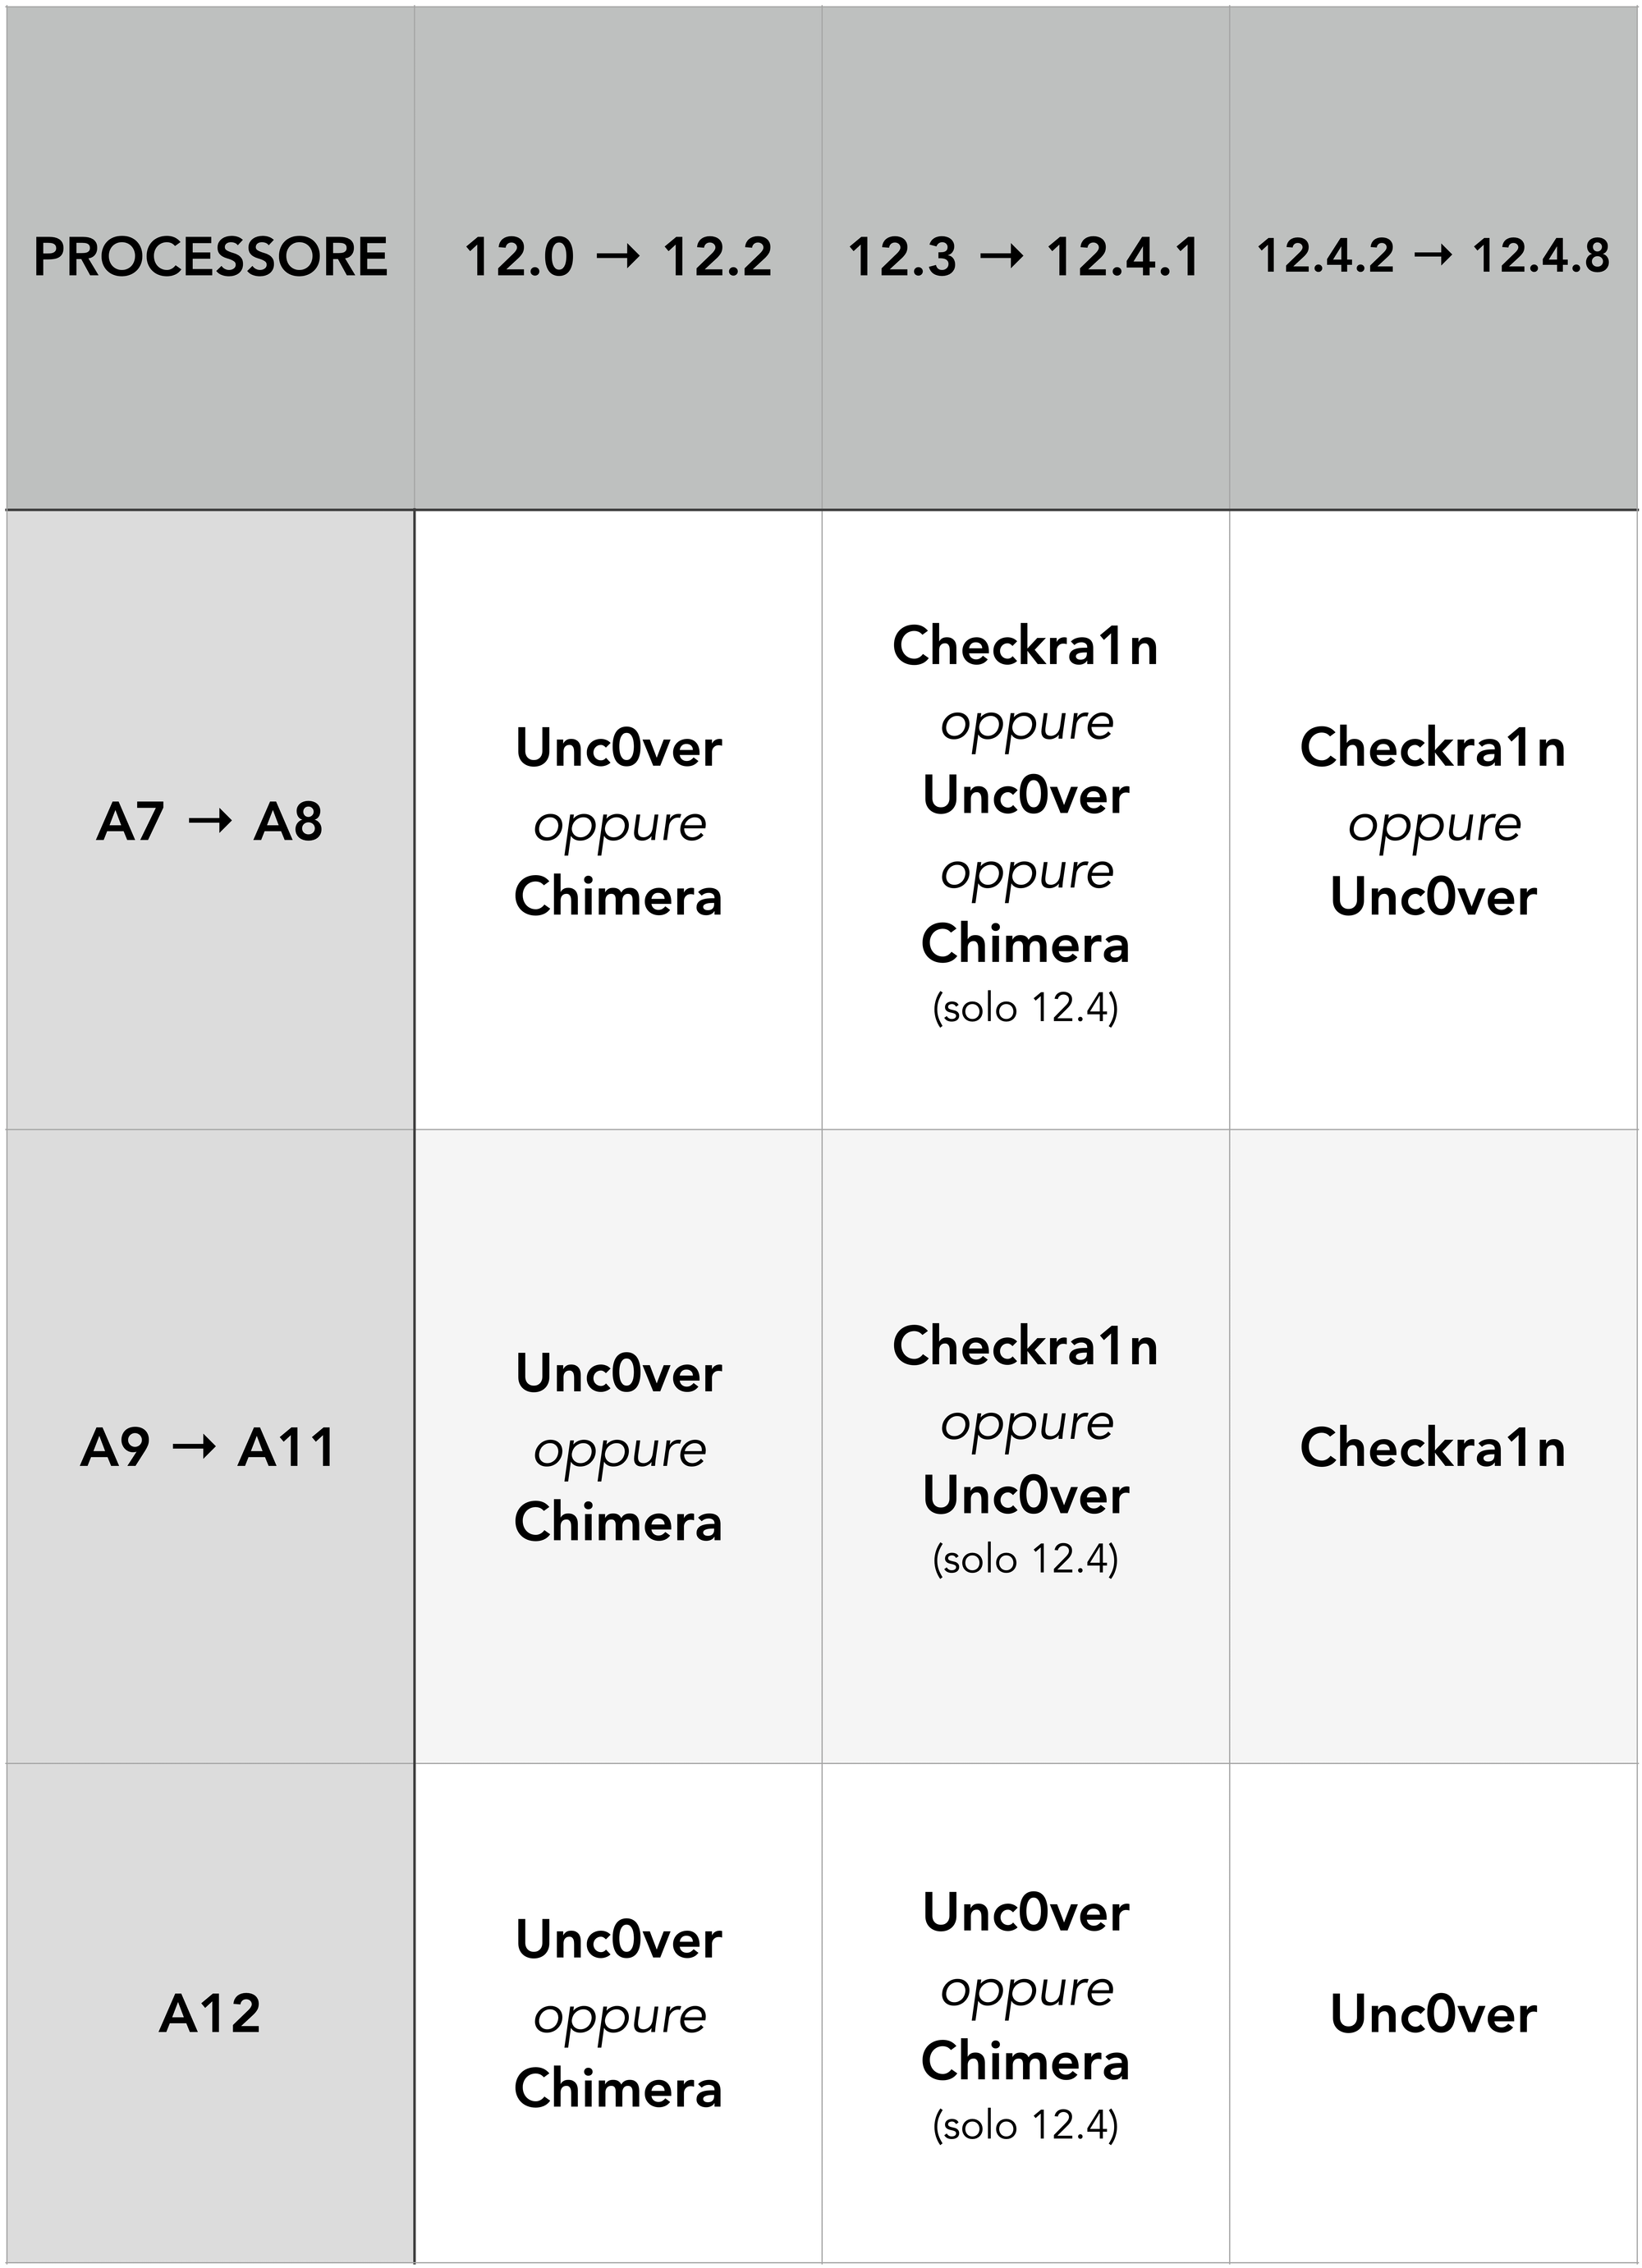 PROCESSORE
12.0 → 12.2
12.3 → 12.4.1
12.4.2 → 12.4.8
A7 → A8
Unc0ver
oppure
Chimera
Checkra1n
oppure
Unc0ver
oppure
Chimera
(solo 12.4)
Checkra1n
oppure
Unc0ver
A9 → A11
Unc0ver
oppure
Chimera
Checkra1n
oppure
Unc0ver
(solo 12.4)
Checkra1n
A12
Unc0ver
oppure
Chimera
Unc0ver
oppure
Chimera
(solo 12.4)
Unc0ver